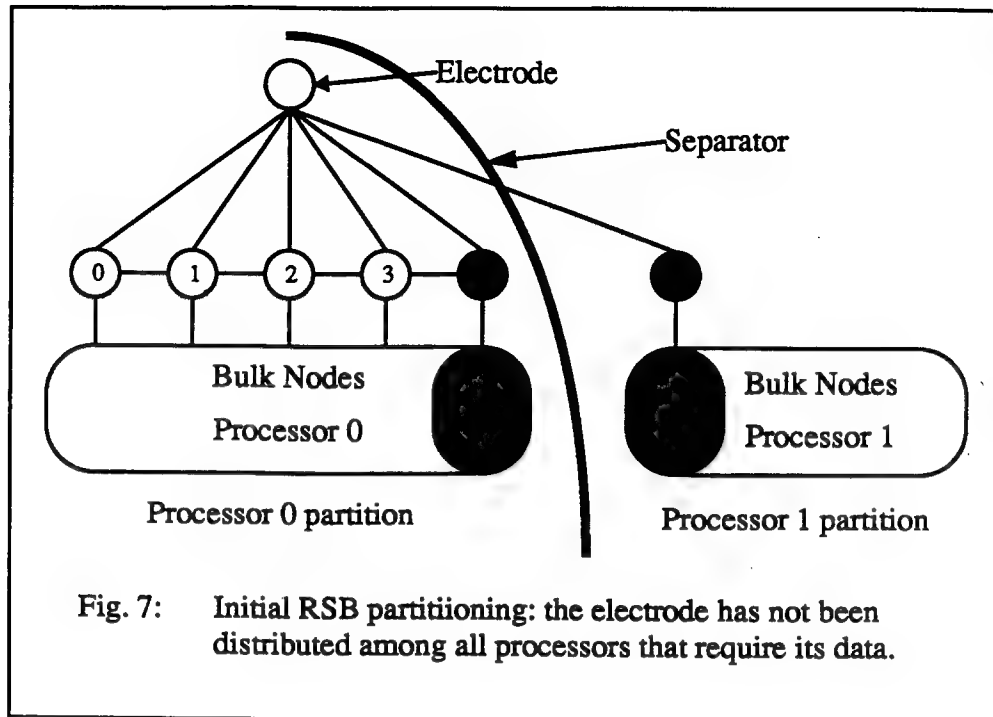 Electrode
Separator
0 1 2 3
Bulk Nodes
Processor 0
Bulk Nodes
Processor 1
Processor 0 partition
Processor 1 partition
Fig. 7: Initial RSB partitiioning: the electrode has not been
distributed among all processors that require its data.